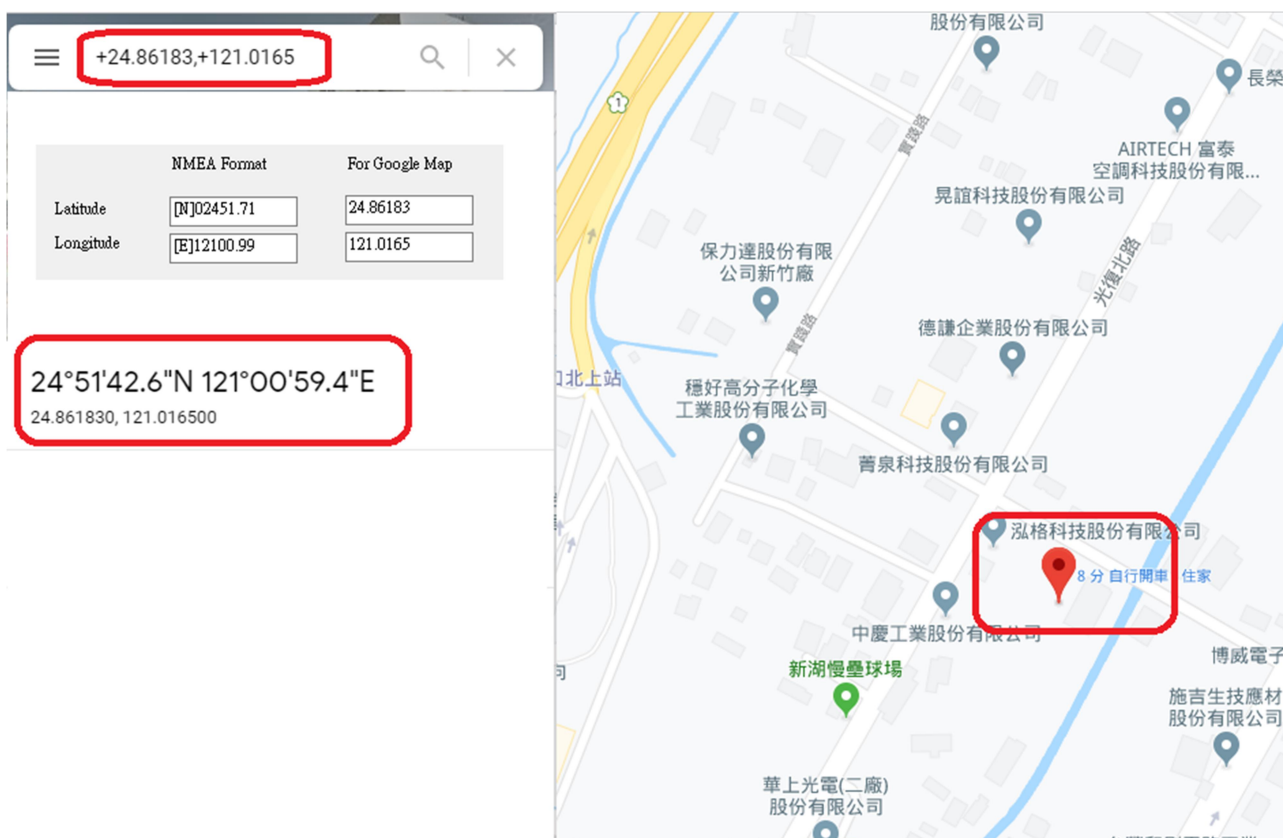 +24.86183,+121.0165
NMEA Format
For Google Map
Latitude
[N]02451.71
24.86183
Longitude
[E]12100.99
121.0165
24°51'42.6"N 121°00'59.4"E
24.861830, 121.016500
股份有限公司
長榮
1
實踐路
AIRTECH 富泰
空調科技股份有限...
晃誼科技股份有限公司
保力達股份有限
公司新竹廠
光復北路
實踐路
德謙企業股份有限公司
口北上站
穩好高分子化學
工業股份有限公司
菁泉科技股份有限公司
泓格科技股份有限公司
8 分 自行開車
住家
中慶工業股份有限公司
新湖慢壘球場
向
博威電子
施吉生技應材
股份有限公司
華上光電(二廠)
股份有限公司